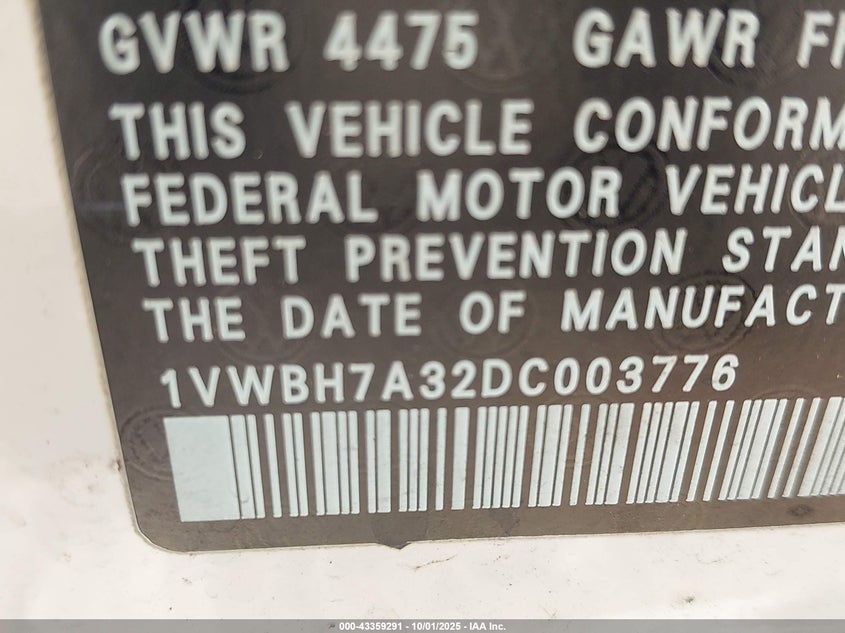 GVWR 4475 GAWR F
THIS VEHICLE CONFORM
FEDERAL MOTOR VEHICL
THEFT PREVENTION STAN
THE DATE OF MANUFACT
1VWBH7A32DC003776
000-43359291 - 10/01/2025 - IAA Inc.